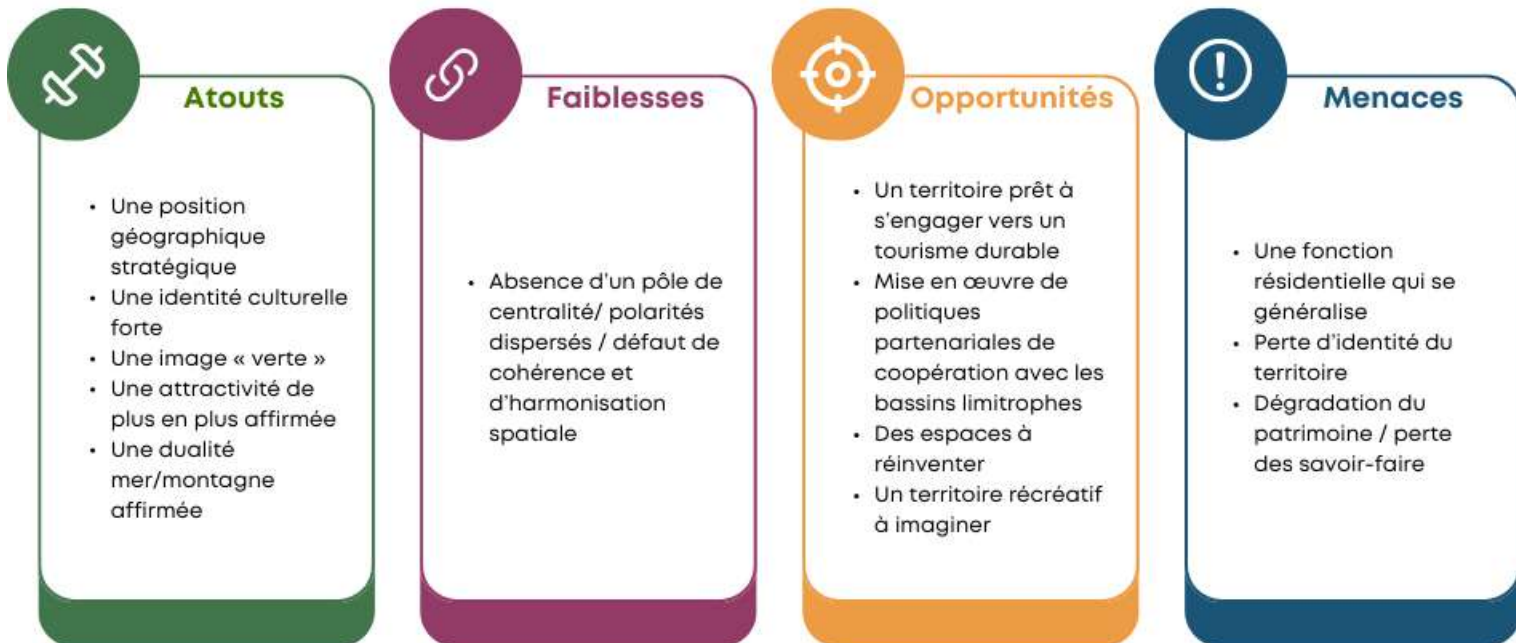 Atouts
• Une position
géographique
stratégique
• Une identité culturelle
forte
• Une image « verte »
• Une attractivité de
plus en plus affirmée
• Une dualité
mer/montagne
affirmée
Faiblesses
• Absence d'un pôle de
centralité/ polarités
dispersés / défaut de
cohérence et
d'harmonisation
spatiale
Opportunités
• Un territoire prêt à
s'engager vers un
tourisme durable
• Mise en œuvre de
politiques
partenariales de
coopération avec les
bassins limitrophes
• Des espaces à
réinventer
• Un territoire récréatif
à imaginer
Menaces
• Une fonction
résidentielle qui se
généralise
• Perte d'identité du
territoire
• Dégradation du
patrimoine / perte
des savoir-faire